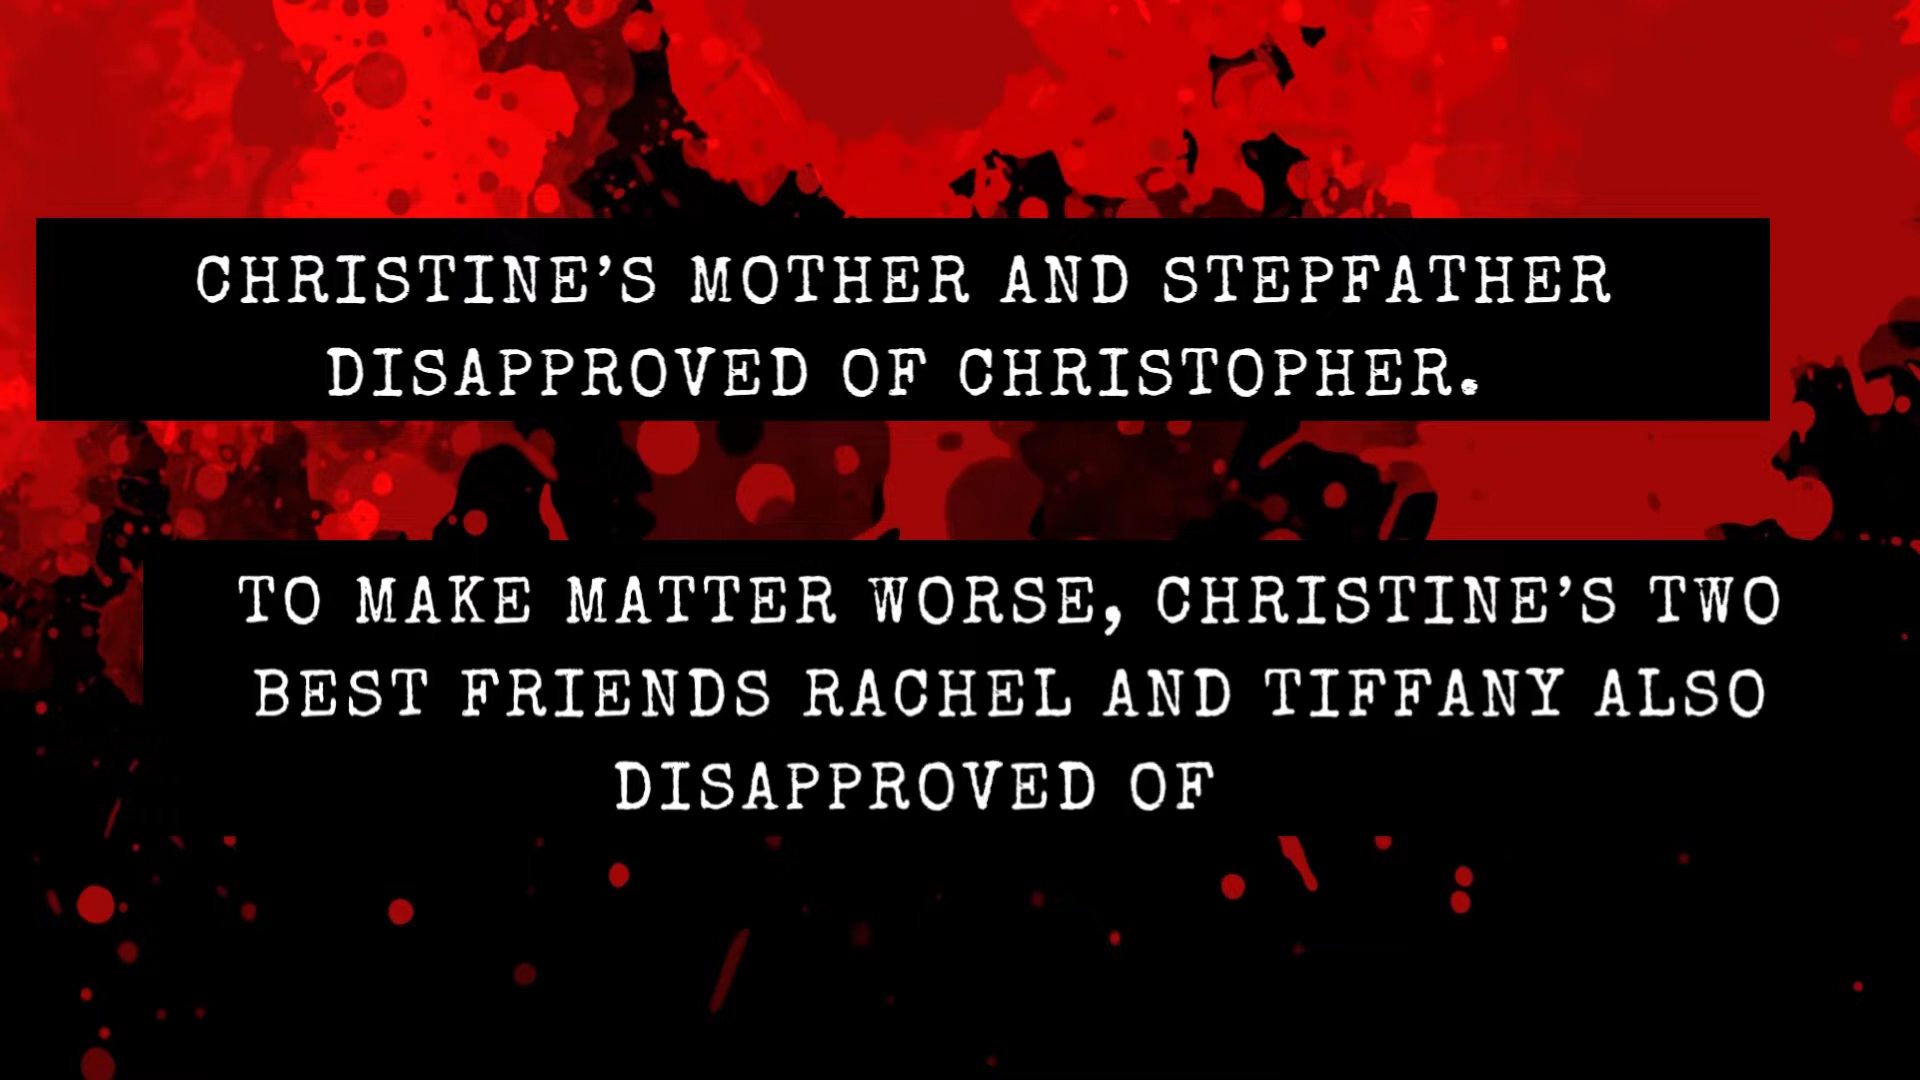 CHRISTINE’S MOTHER AND STEPFATHER
DISAPPROVED OF CHRISTOPHER.
TO MAKE MATTER WORSE, CHRISTINE’S TWO
BEST FRIENDS RACHEL AND TIFFANY ALSO
DISAPPROVED OF